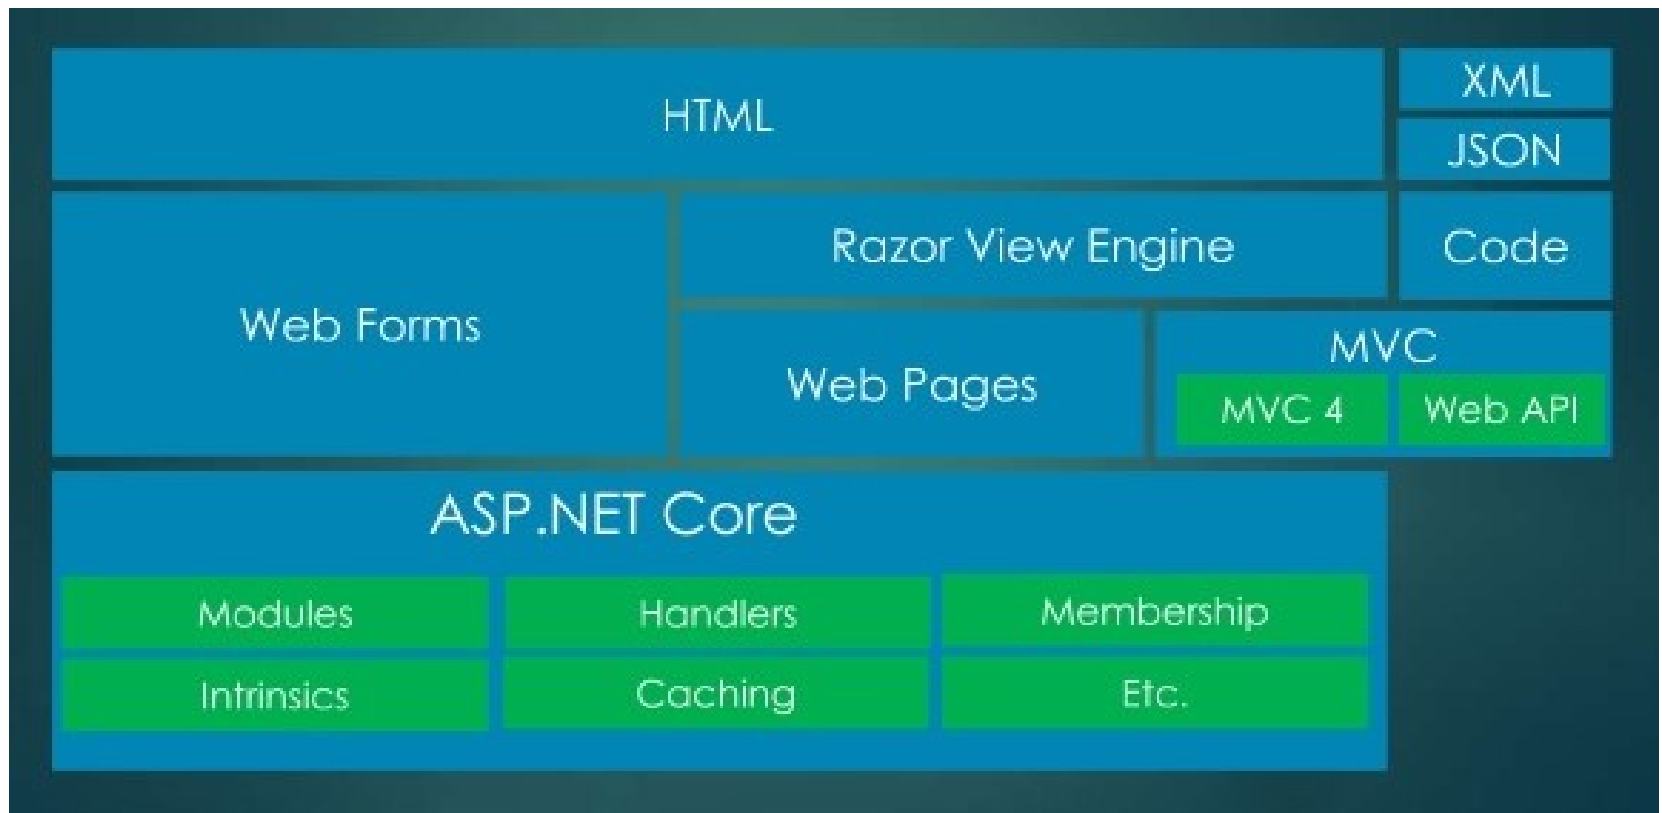 HTML
XML
JSON
Web Forms
Razor View Engine
Code
Web Pages
MVC
MVC 4
Web API
ASP.NET Core
Modules
Handlers
Membership
Intrinsics
Caching
Etc.